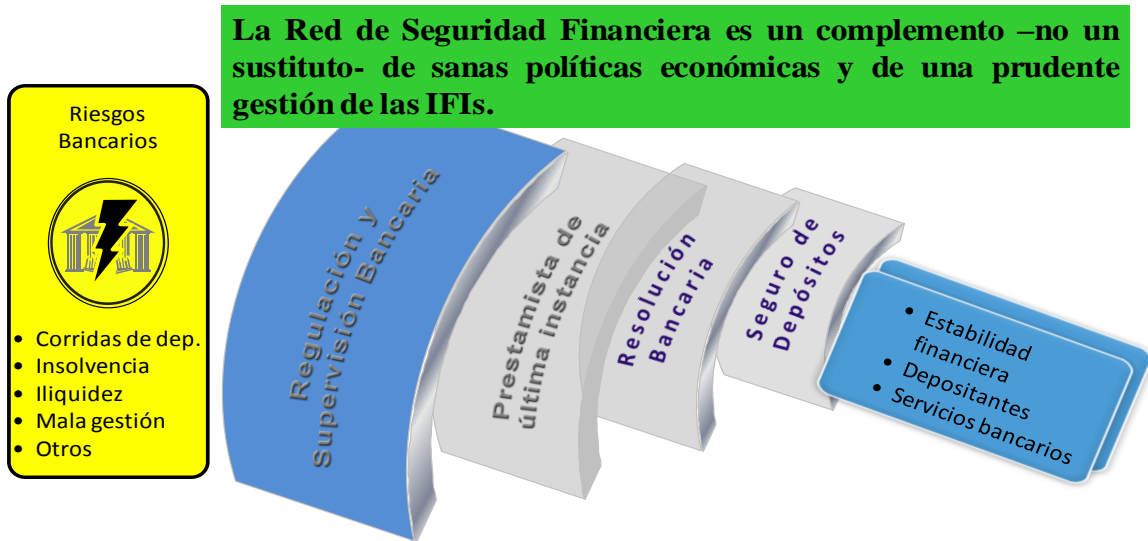 La Red de Seguridad Financiera es un complemento –no un
sustituto- de sanas políticas económicas y de una prudente
gestión de las IFIs.
Riesgos
Bancarios
• Corridas de dep.
• Insolvencia
• Iliquidez
• Mala gestión
• Otros
Regulación y
Supervisión Bancaria
Prestamista de
última instancia
Resolución
Bancaria
Seguro de
Depósitos
• Estabilidad
financiera
• Depositantes
• Servicios bancarios